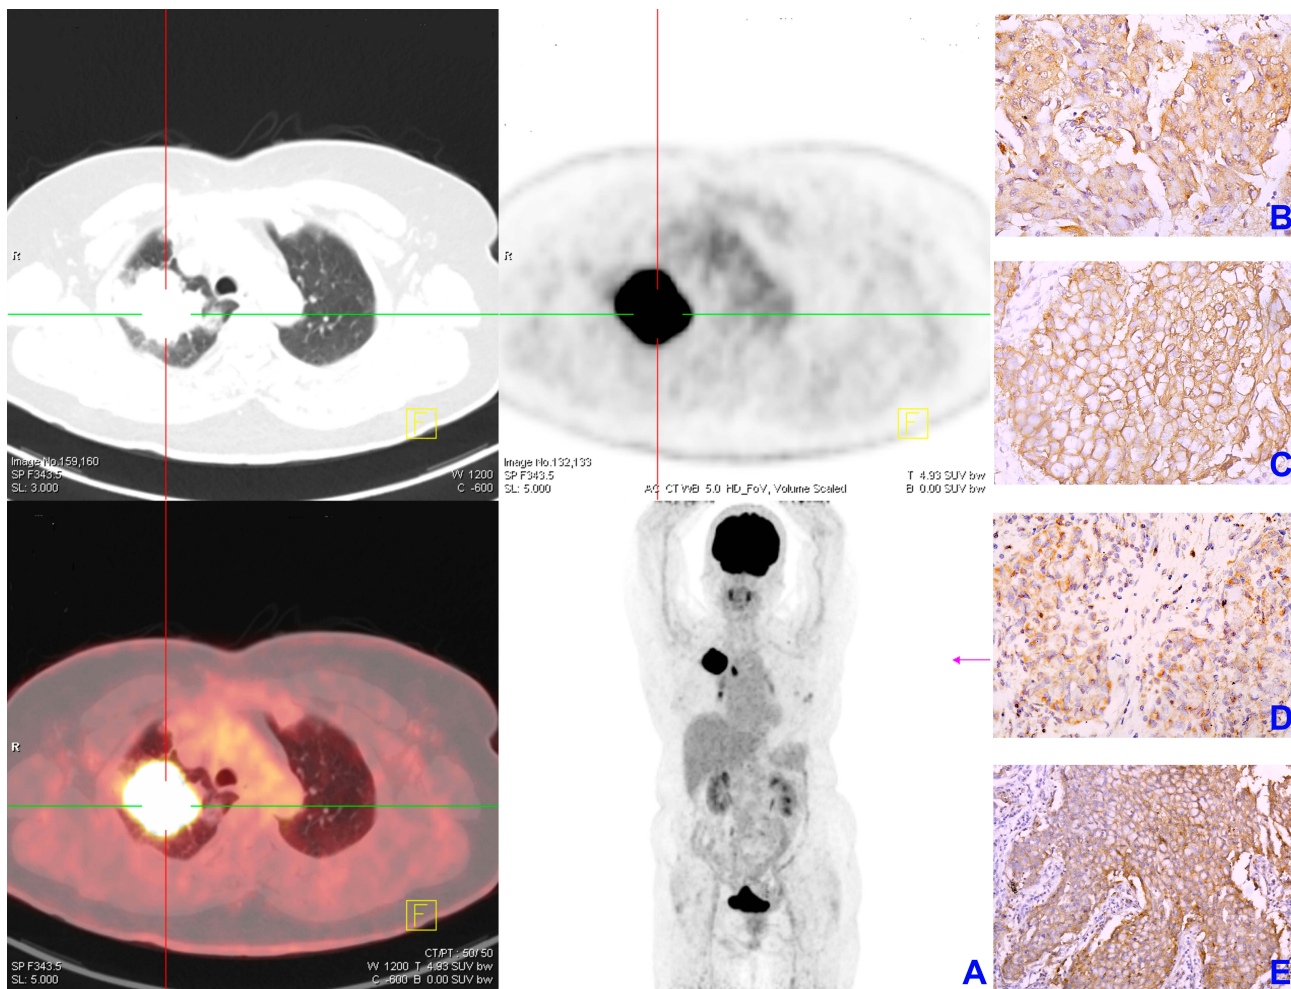 R
F
Image No.159,160
SP F343.5
SL: 3.000
W 1200
C -600
R
F
Image No.132,133
SP F343.5
SL: 5.000
AC CT WB 5.0 HD_FoV, Volume Scaled
T 4.93 SUV bw
B 0.00 SUV bw
R
F
SP F343.5
SL: 5.000
CT/PT : 50/ 50
W 1200 T 4.93 SUV bw
C -600 B 0.00 SUV bw
A
B
C
D
E